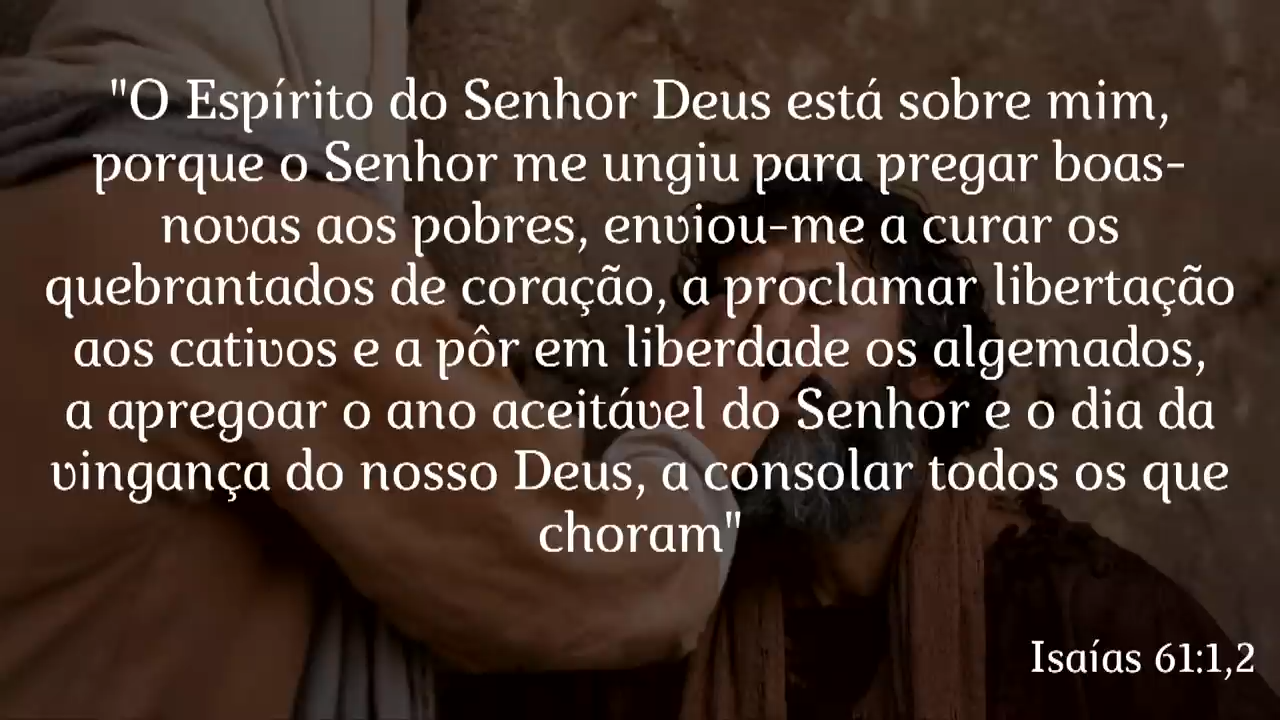 "O Espírito do Senhor Deus está sobre mim,
porque o Senhor me ungiu para pregar boas-
novas aos pobres, enviou-me a curar os
quebrantados de coração, a proclamar libertação
aos cativos e a pôr em liberdade os algemados,
a apregoar o ano aceitável do Senhor e o dia da
vingança do nosso Deus, a consolar todos os que
choram"
Isaías 61:1,2